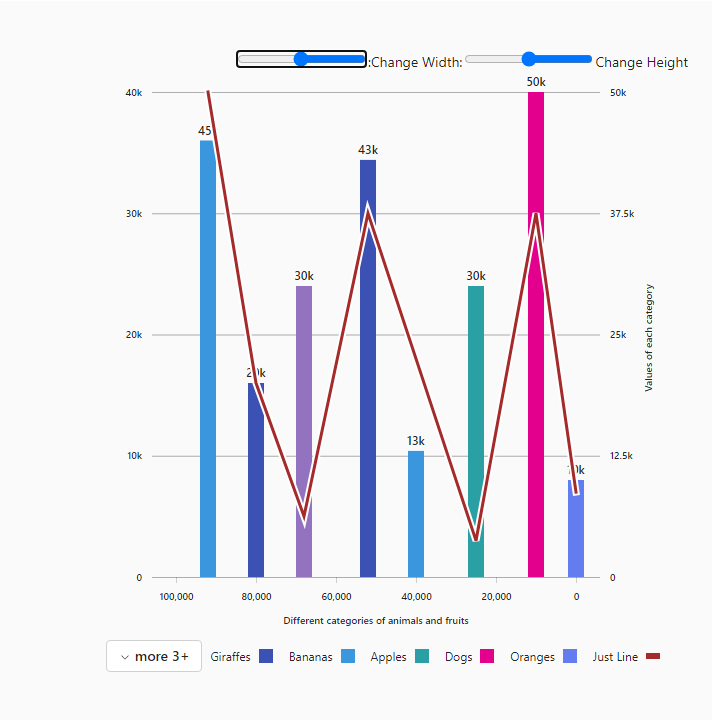 :Change Width: Change Height
40k 50k
50k
45
43k
30k 37.5k
30k 30k
20k 25k
13k
10k 12.5k
0 0
100,000 80,000 60,000 40,000 20,000 0
Values of each category
Different categories of animals and fruits
more 3+ Giraffes Bananas Apples Dogs Oranges Just Line